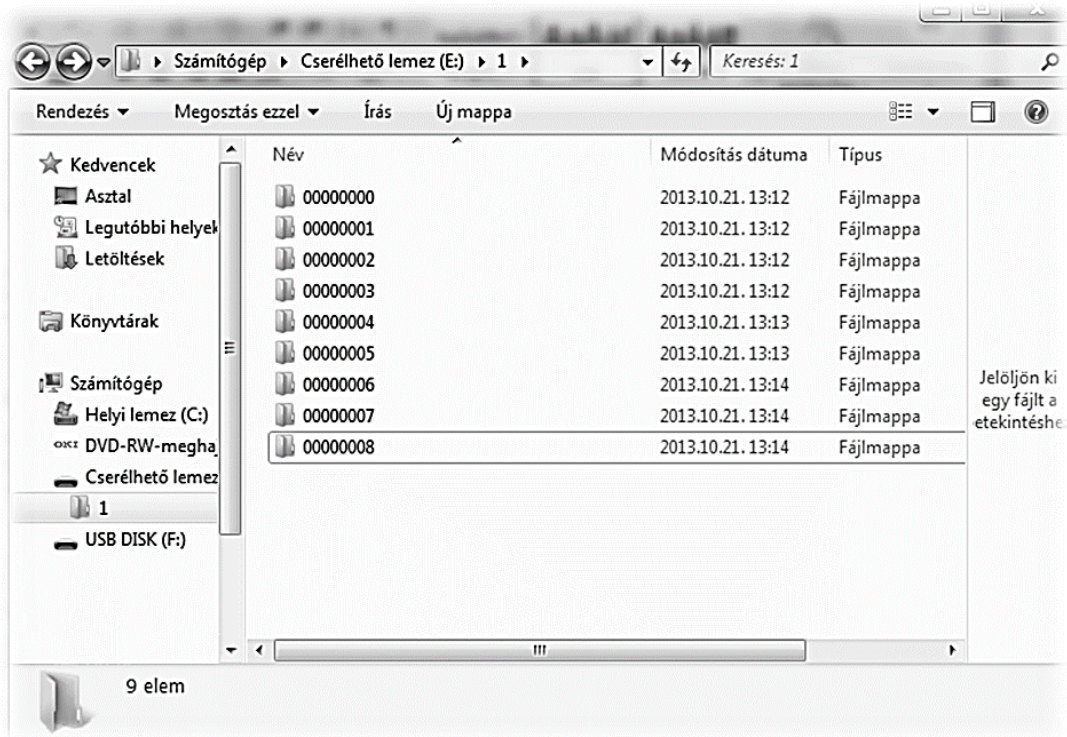 Számítógép ▸ Cserélhető lemez (E:) ▸ 1 ▸
Keresés: 1
Rendezés Megosztás ezzel Írás Új mappa
Kedvencek
Asztal
Legutóbbi helyek
Letöltések
Könyvtárak
Számítógép
Helyi lemez (C:)
DVD-RW-megha
Cserélhető lemez
1
USB DISK (F:)
Név Módosítás dátuma Típus
00000000 2013.10.21. 13:12 Fájlmappa
00000001 2013.10.21. 13:12 Fájlmappa
00000002 2013.10.21. 13:12 Fájlmappa
00000003 2013.10.21. 13:12 Fájlmappa
00000004 2013.10.21. 13:13 Fájlmappa
00000005 2013.10.21. 13:13 Fájlmappa
00000006 2013.10.21. 13:14 Fájlmappa
00000007 2013.10.21. 13:14 Fájlmappa
00000008 2013.10.21. 13:14 Fájlmappa
Jelöljön ki
egy fájlt a
etekintéshe
9 elem